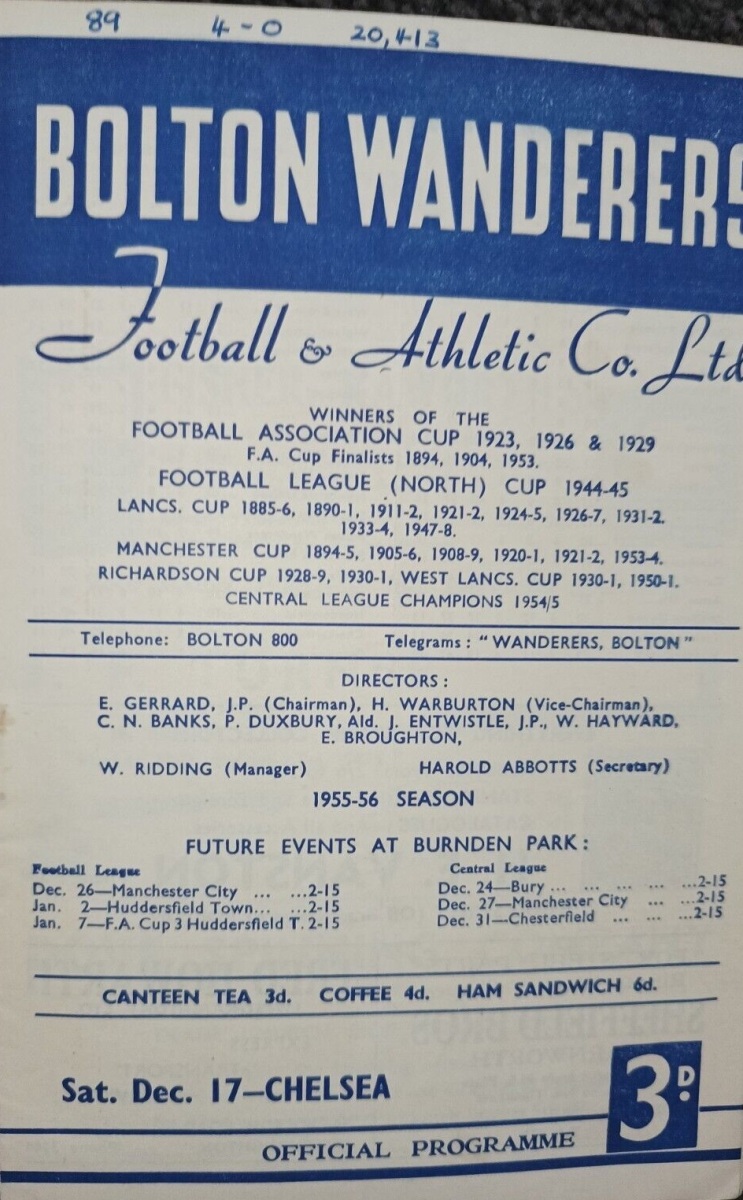 89 4-0 20,413
BOLTON WANDERERS
Football & Athletic Co. Ltd
WINNERS OF THE
FOOTBALL ASSOCIATION CUP 1923, 1926 & 1929
F.A. Cup Finalists 1894, 1904, 1953.
FOOTBALL LEAGUE (NORTH) CUP 1944-45
LANCS. CUP 1885-6, 1890-1, 1911-2, 1921-2, 1924-5, 1926-7, 1931-2.
1933-4, 1947-8.
MANCHESTER CUP 1894-5, 1905-6, 1908-9, 1920-1, 1921-2, 1953-4.
RICHARDSON CUP 1928-9, 1930-1, WEST LANCS. CUP 1930-1, 1950-1.
CENTRAL LEAGUE CHAMPIONS 1954/5
Telephone: BOLTON 800 Telegrams: "WANDERERS, BOLTON"
DIRECTORS:
E. GERRARD, J.P. (Chairman), H. WARBURTON (Vice-Chairman),
C. N. BANKS, P. DUXBURY, Ald. J. ENTWISTLE, J.P., W. HAYWARD,
E. BROUGHTON,
W. RIDDING (Manager) HAROLD ABBOTTS (Secretary)
1955-56 SEASON
FUTURE EVENTS AT BURNDEN PARK:
Football League Central League
Dec. 26—Manchester City ... ...2-15 Dec. 24—Bury ... ... ... ... ...2-15
Jan. 2—Huddersfield Town... ...2-15 Dec. 27—Manchester City ... ...2-15
Jan. 7—F.A. Cup 3 Huddersfield T. 2-15 Dec. 31—Chesterfield ... ... ...2-15
CANTEEN TEA 3d. COFFEE 4d. HAM SANDWICH 6d.
Sat. Dec. 17—CHELSEA 3D.
OFFICIAL PROGRAMME